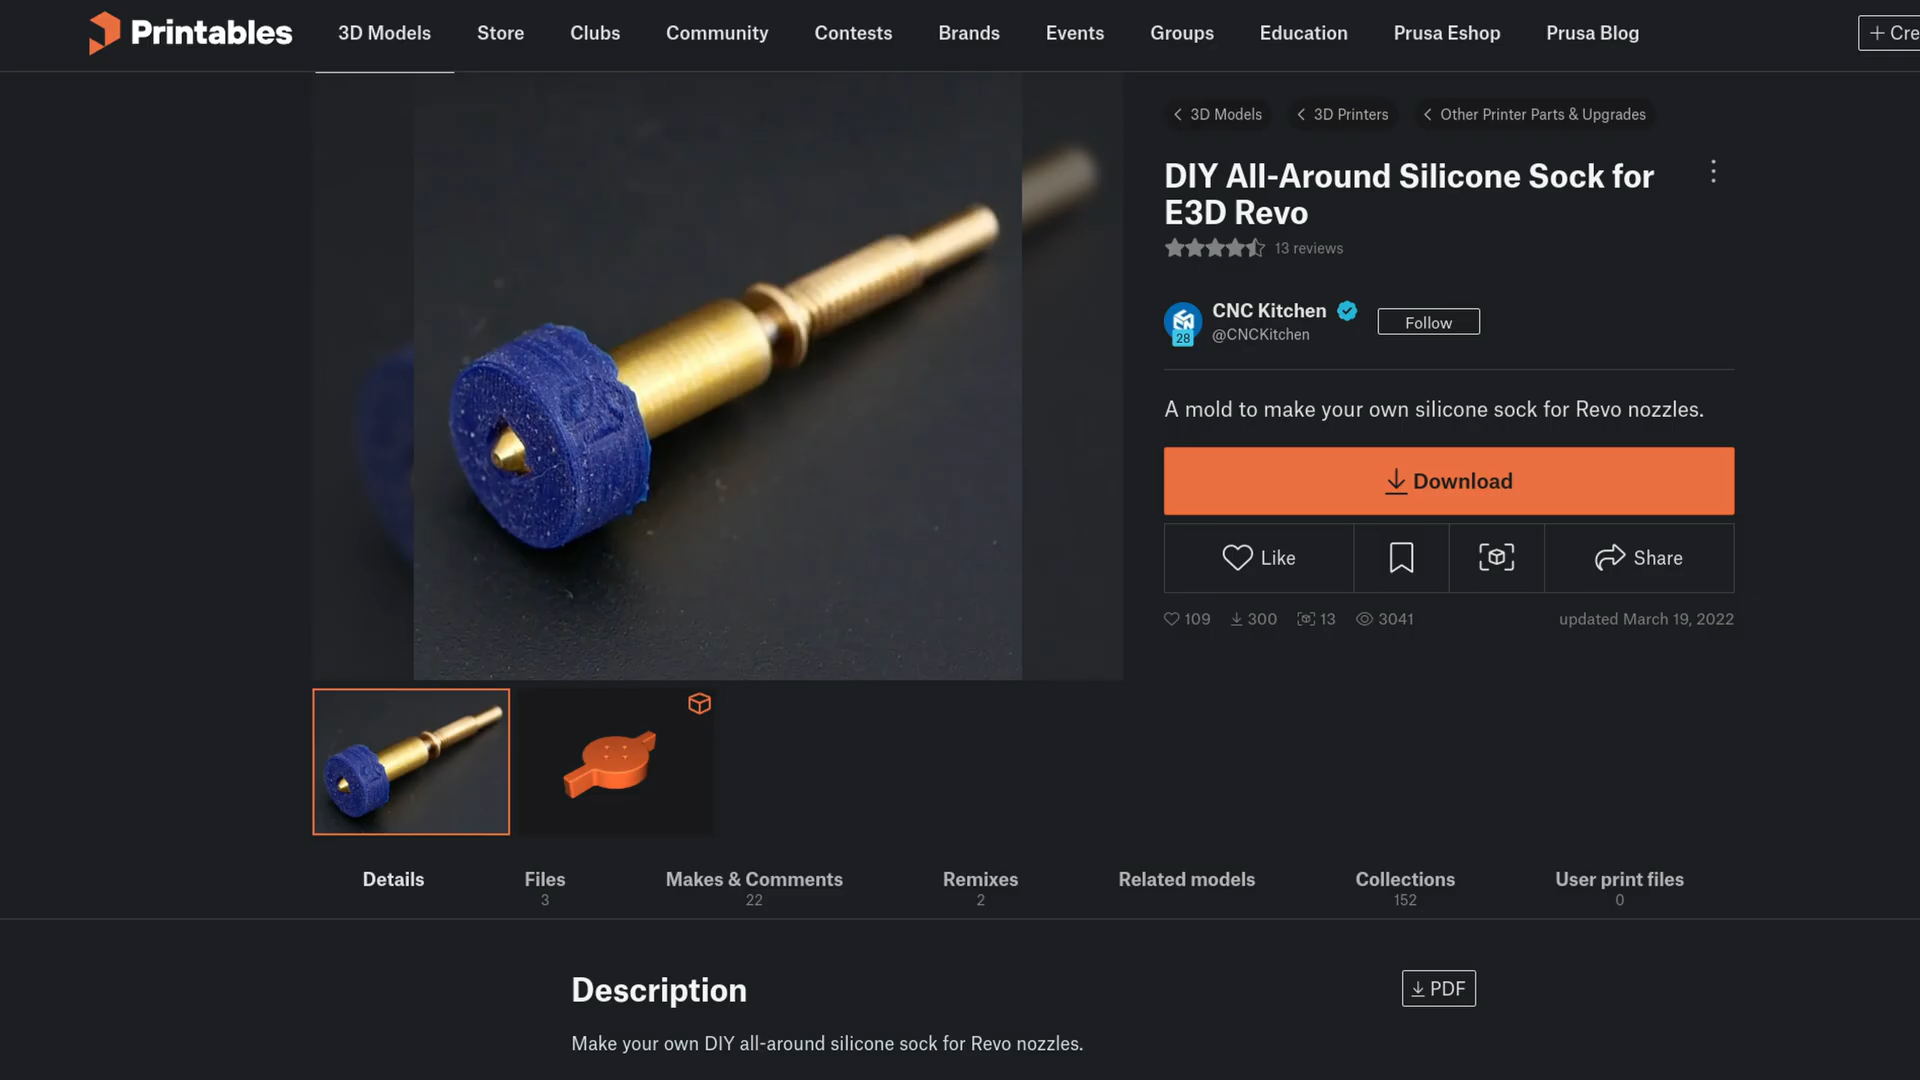 Printables
3D Models
Store
Clubs
Community
Contests
Brands
Events
Groups
Education
Prusa Eshop
Prusa Blog
+ Cre
3D Models
3D Printers
Other Printer Parts & Upgrades
DIY All-Around Silicone Sock for
E3D Revo
13 reviews
CNC Kitchen
28
@CNCKitchen
Follow
A mold to make your own silicone sock for Revo nozzles.
Download
Like
Share
109
300
13
3041
updated March 19, 2022
Details
Files
3
Makes & Comments
22
Remixes
2
Related models
Collections
152
User print files
0
Description
PDF
Make your own DIY all-around silicone sock for Revo nozzles.